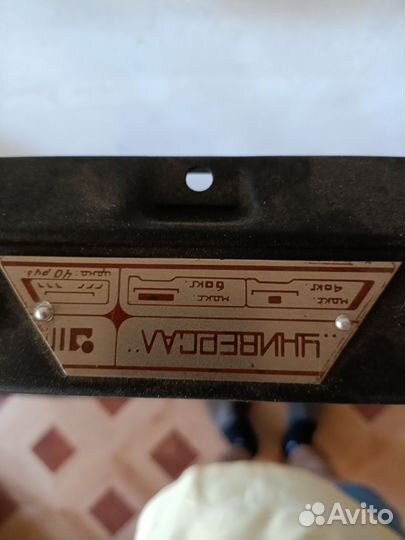 „УНИВЕРСАЛ"
макс. 40кг.
макс. 60кг.
цена: 40 руб
Avito